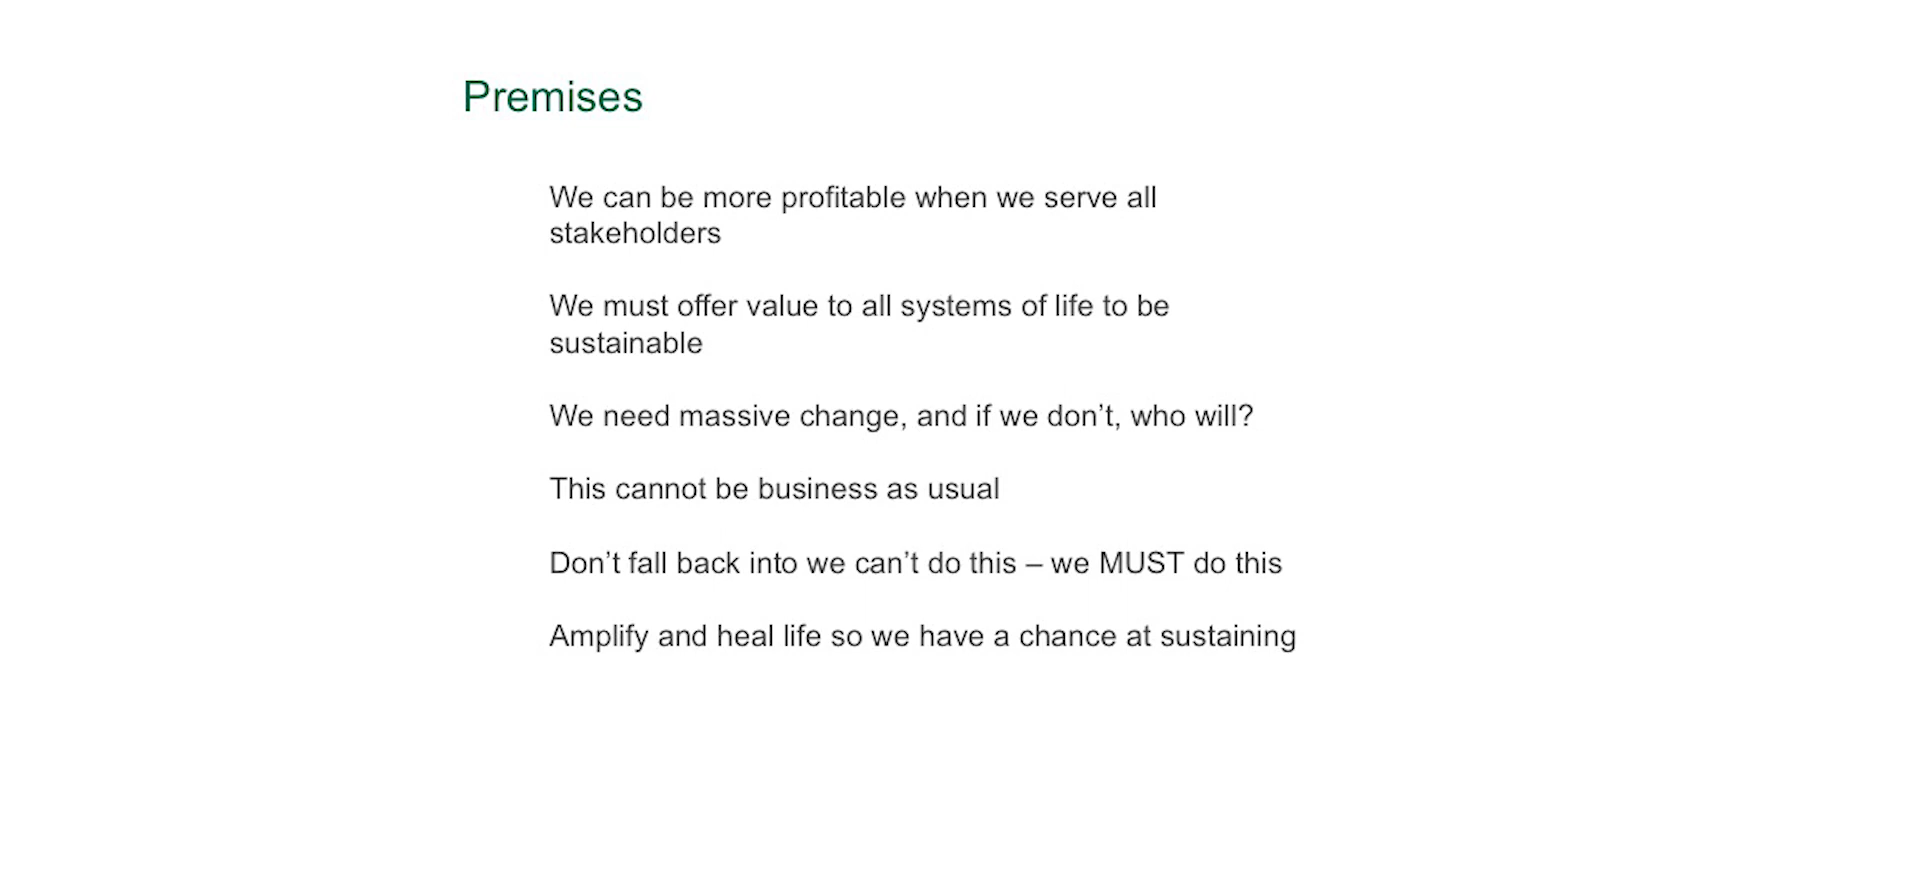 Premises
We can be more profitable when we serve all
stakeholders
We must offer value to all systems of life to be
sustainable
We need massive change, and if we don’t, who will?
This cannot be business as usual
Don’t fall back into we can’t do this – we MUST do this
Amplify and heal life so we have a chance at sustaining